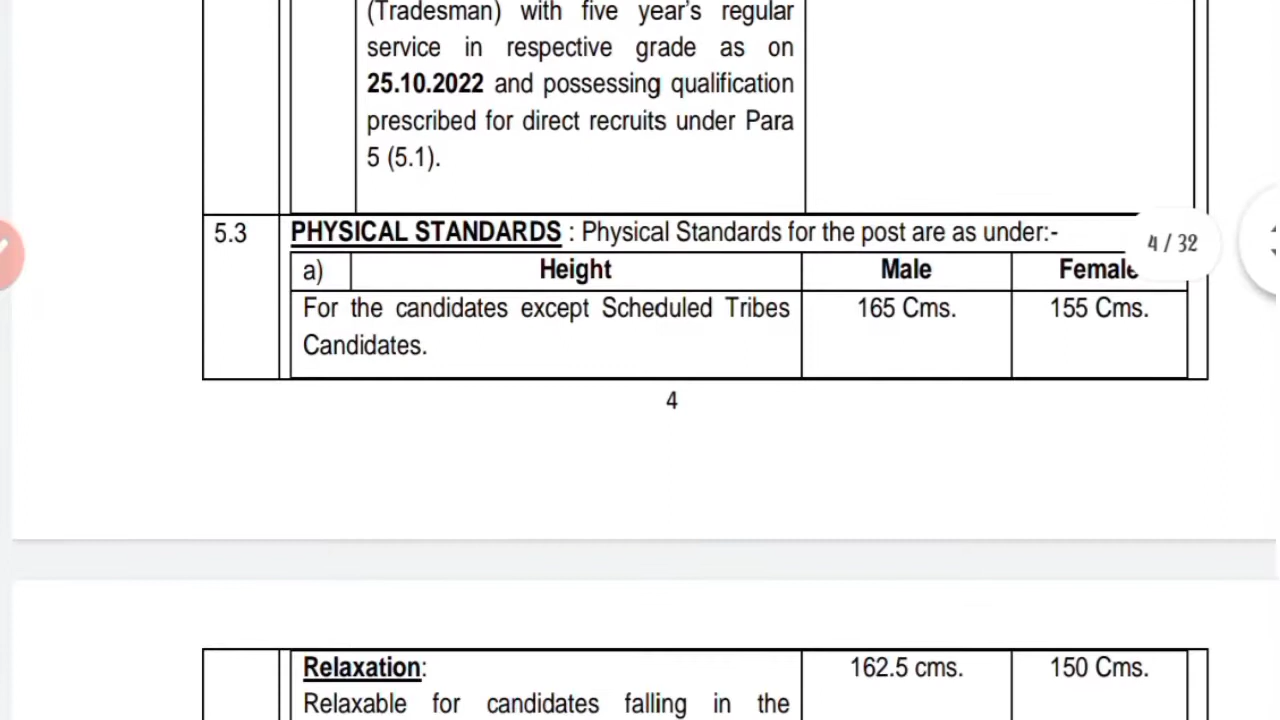 (Tradesman) with five year's regular
service in respective grade as on
25.10.2022 and possessing qualification
prescribed for direct recruits under Para
5 (5.1).
5.3 PHYSICAL STANDARDS : Physical Standards for the post are as under:-
4 / 32
a) Height Male Female
For the candidates except Scheduled Tribes 165 Cms. 155 Cms.
Candidates.
4
Relaxation: 162.5 cms. 150 Cms.
Relaxable for candidates falling in the